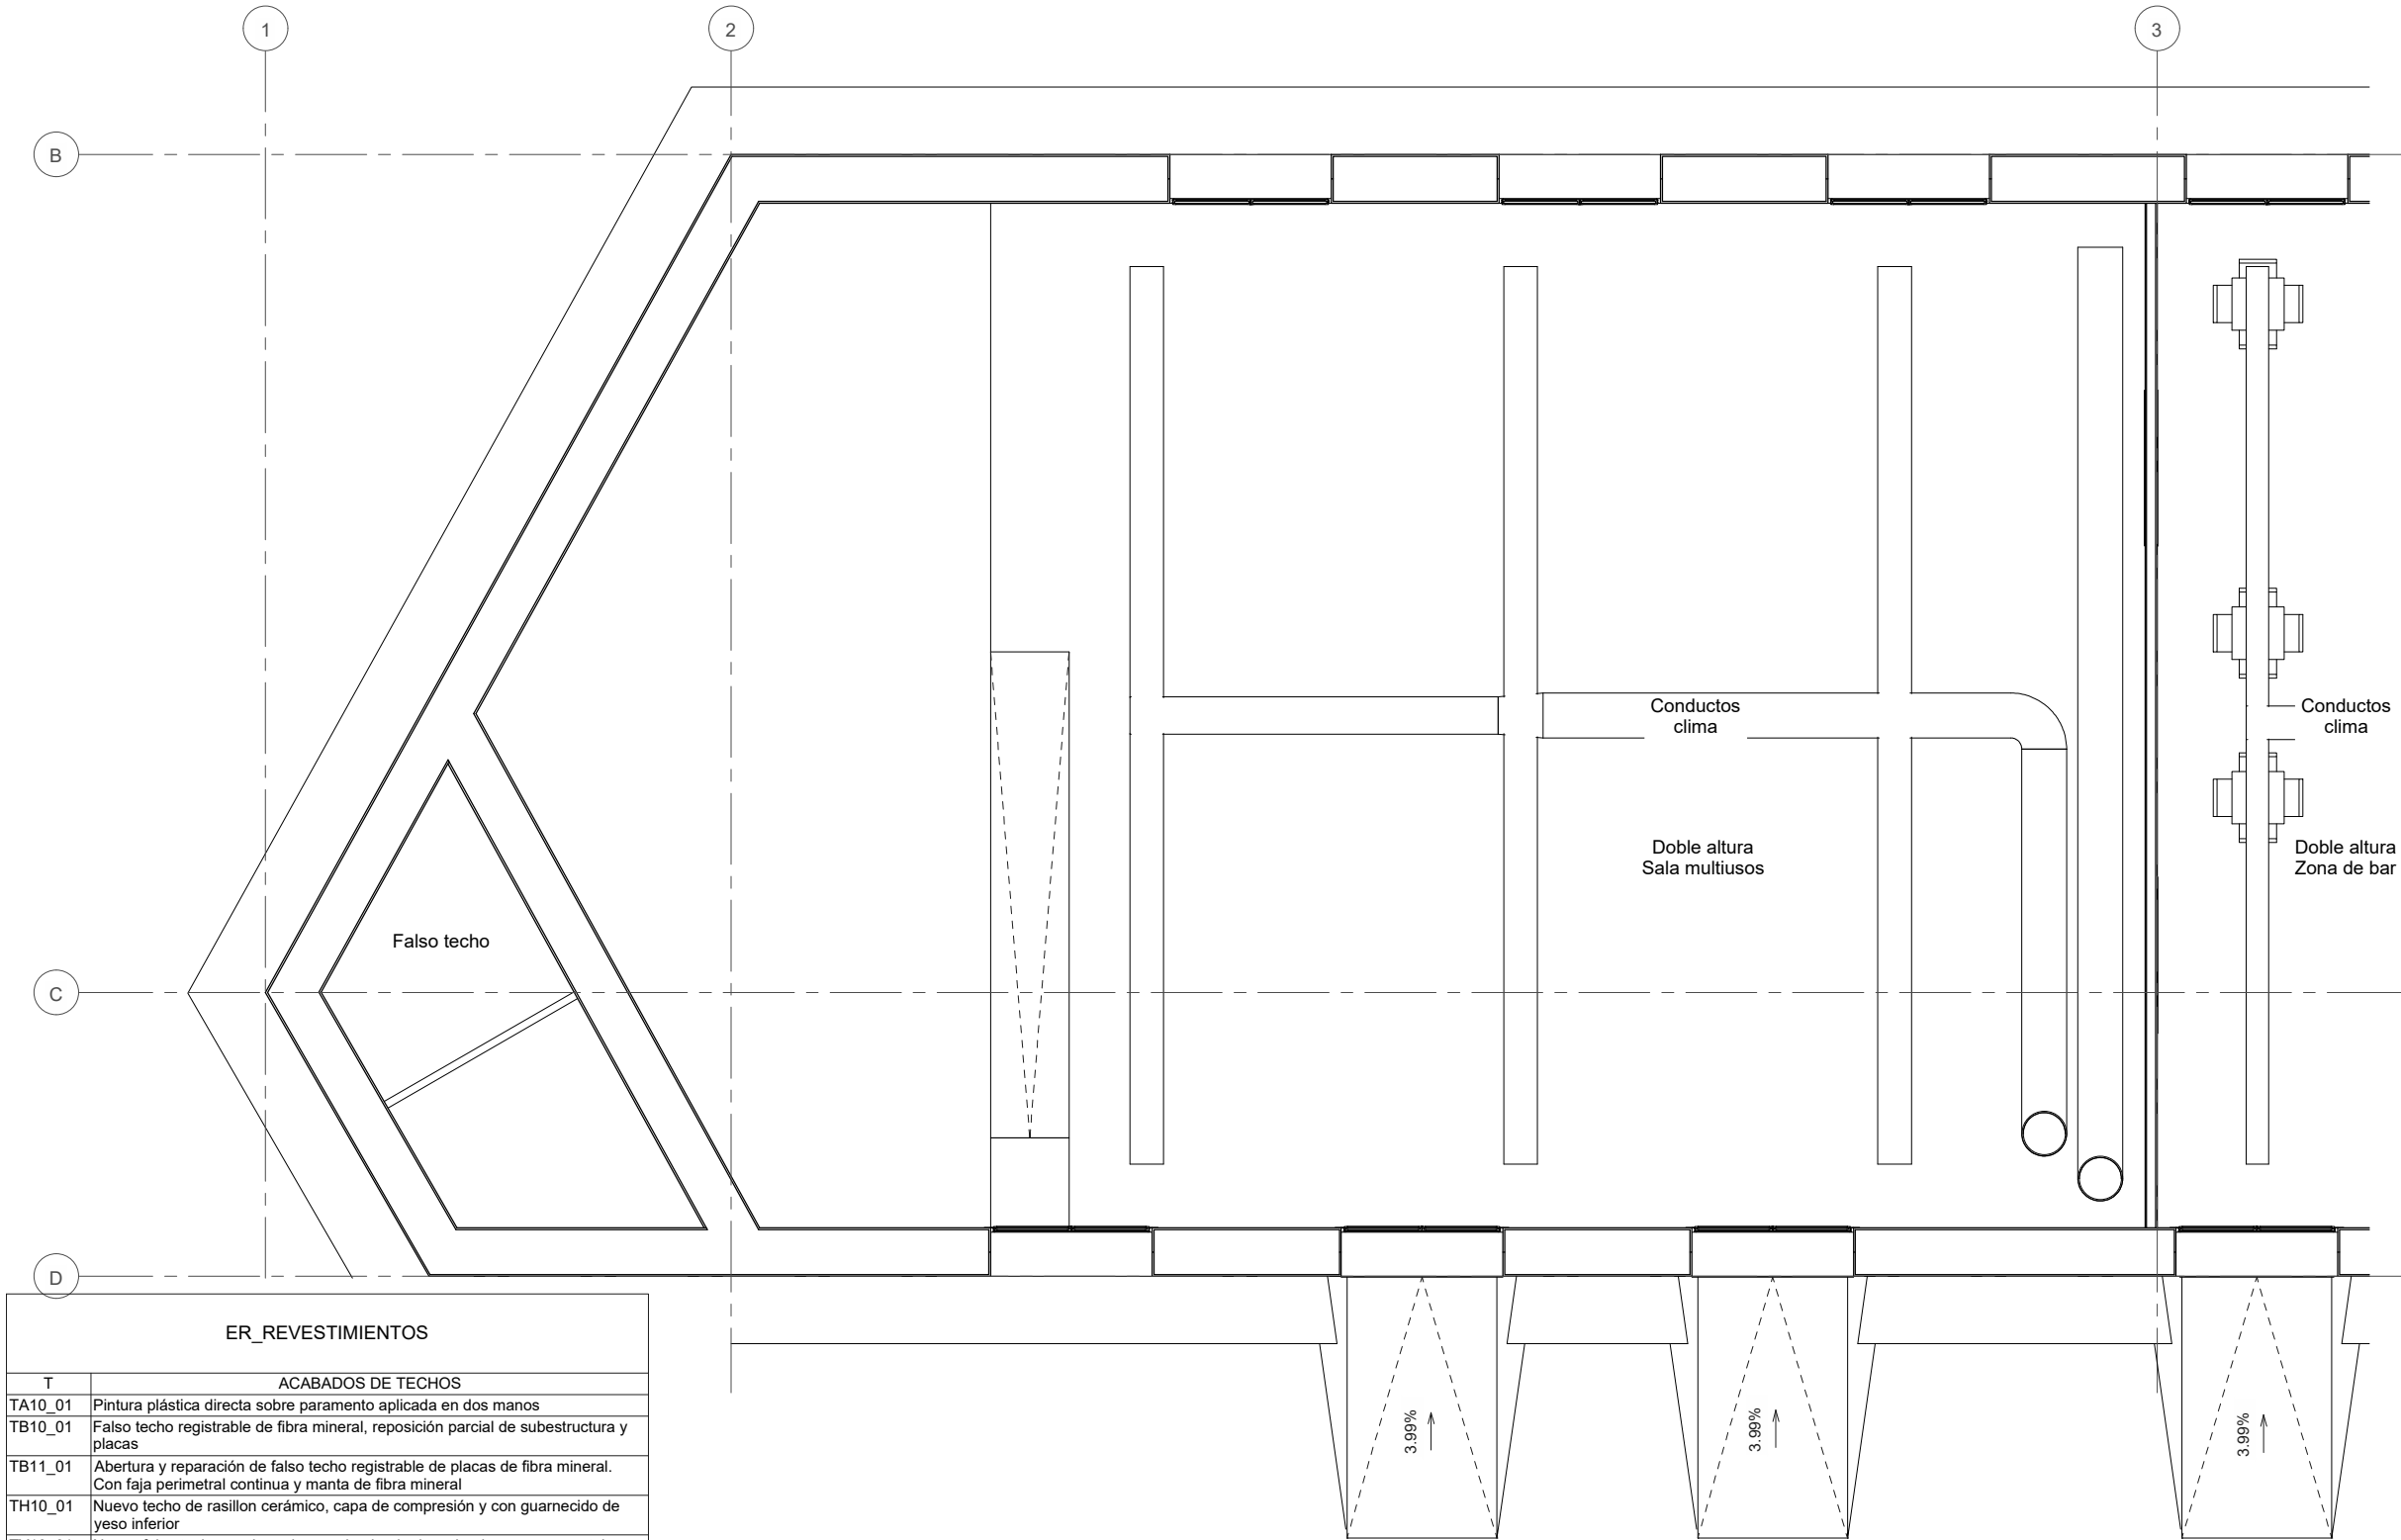 1
2
3
B
Conductos
clima
Conductos
clima
Doble altura
Sala multiusos
Doble altura
Zona de bar
Falso techo
C
D
ER_REVESTIMIENTOS
T ACABADOS DE TECHOS
TA10_01 Pintura plástica directa sobre paramento aplicada en dos manos
TB10_01 Falso techo registrable de fibra mineral, reposición parcial de subestructura y
placas
TB11_01 Abertura y reparación de falso techo registrable de placas de fibra mineral.
Con faja perimetral continua y manta de fibra mineral
TH10_01 Nuevo techo de rasillon cerámico, capa de compresión y con guarnecido de
yeso inferior
3.99%
3.99%
3.99%